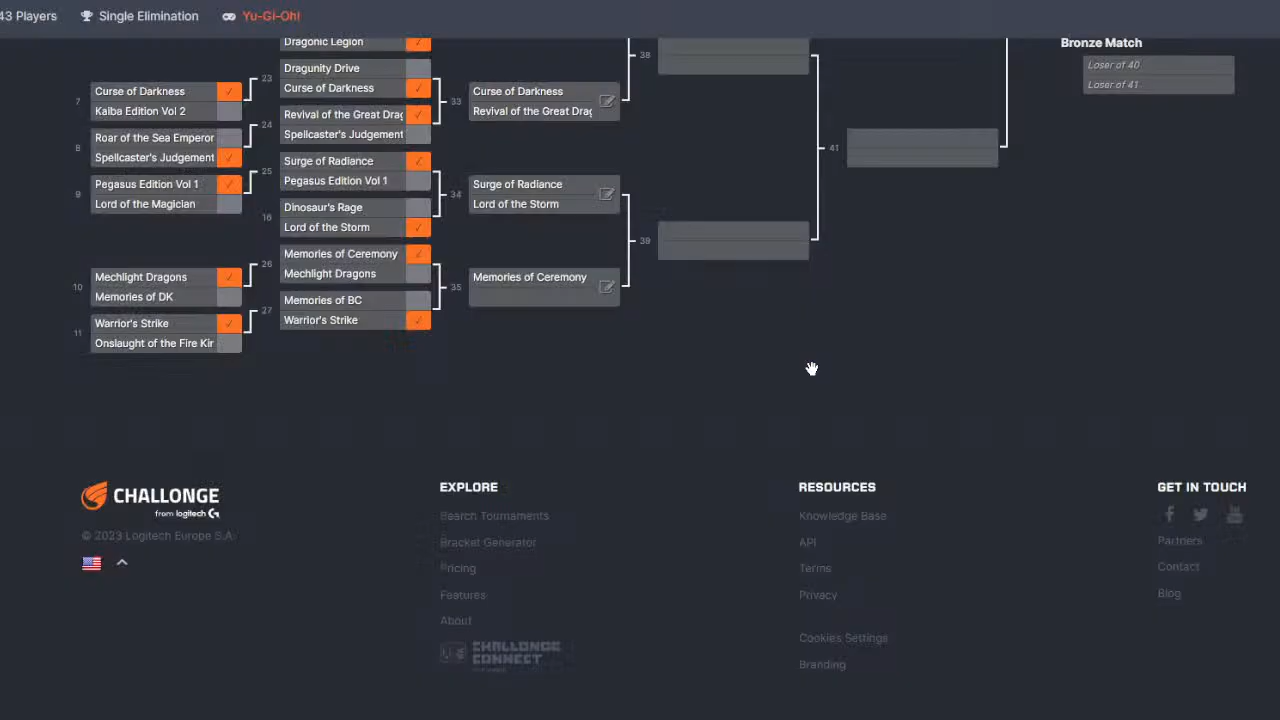 43 Players
Single Elimination
Yu-Gi-Oh!
Dragonic Legion
Bronze Match
Loser of 40
Loser of 41
7
Curse of Darkness
Kaiba Edition Vol 2
8
Roar of the Sea Emperor
Spellcaster's Judgement
9
Pegasus Edition Vol 1
Lord of the Magician
10
Mechlight Dragons
Memories of DK
11
Warrior's Strike
Onslaught of the Fire Kir
23
Dragunity Drive
Curse of Darkness
24
Revival of the Great Drag
Spellcaster's Judgement
25
Surge of Radiance
Pegasus Edition Vol 1
16
Dinosaur's Rage
Lord of the Storm
26
Memories of Ceremony
Mechlight Dragons
27
Memories of BC
Warrior's Strike
33
Curse of Darkness
Revival of the Great Drag
34
Surge of Radiance
Lord of the Storm
35
Memories of Ceremony
38
39
41
CHALLONGE
from logitech G
© 2023 Logitech Europe S.A.
EXPLORE
Search Tournaments
Bracket Generator
Pricing
Features
About
CHALLONGE
CONNECT
RESOURCES
Knowledge Base
API
Terms
Privacy
Cookies Settings
Branding
GET IN TOUCH
Partners
Contact
Blog